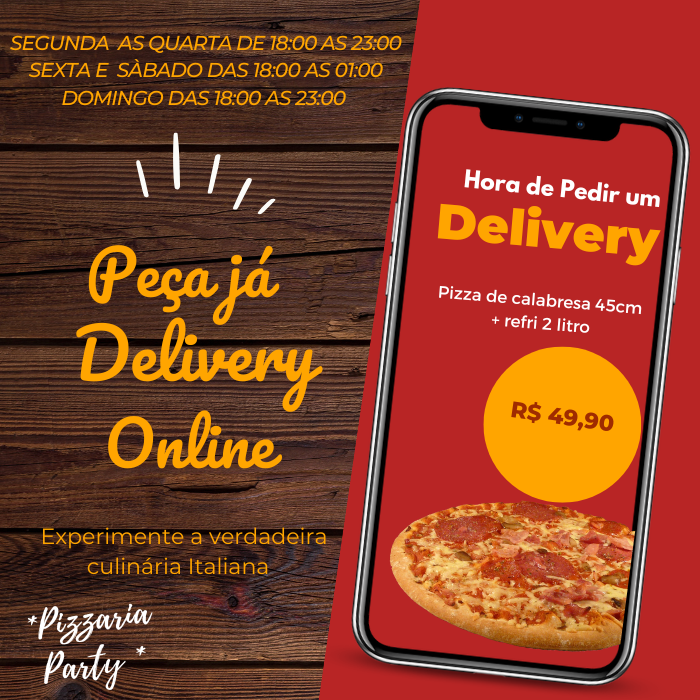 SEGUNDA AS QUARTA DE 18:00 AS 23:00
SEXTA E SÀBADO DAS 18:00 AS 01:00
DOMINGO DAS 18:00 AS 23:00
Peça já
Delivery
Online
Experimente a verdadeira
culinária Italiana
*Pizzaria
Party *
Hora de Pedir um
Delivery
Pizza de calabresa 45cm
+ refri 2 litro
R$ 49,90